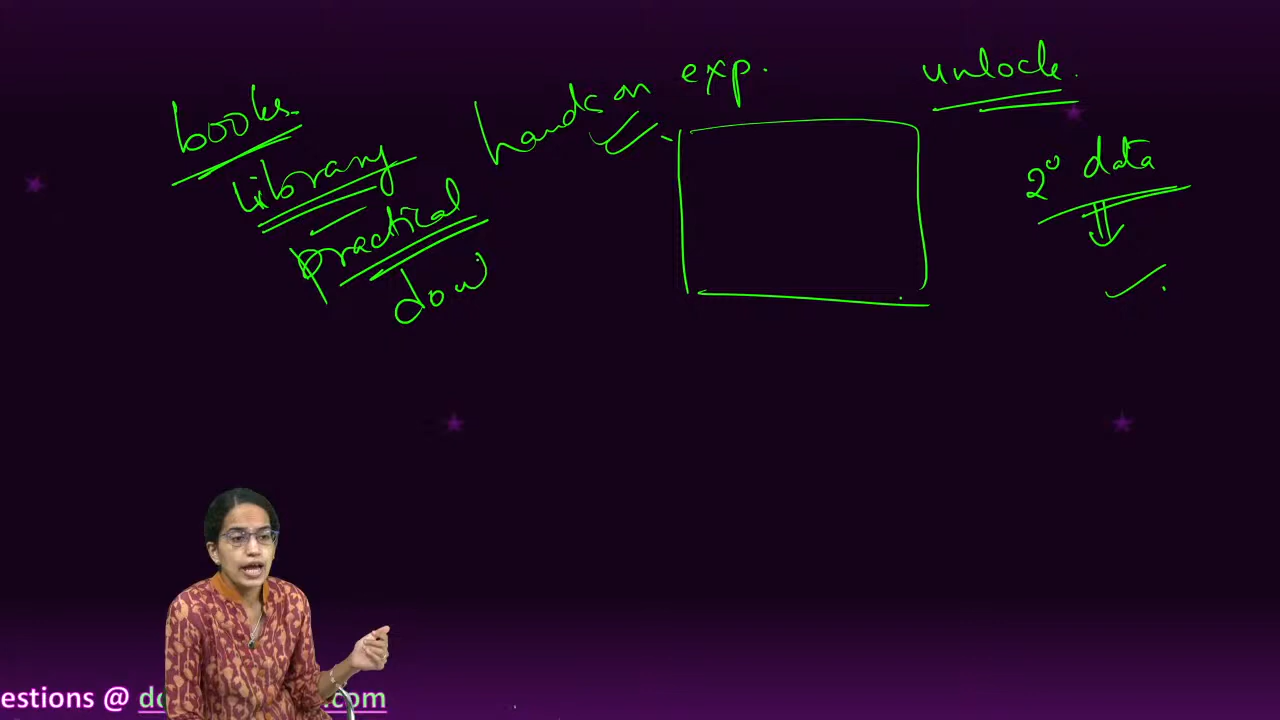 books
library
practical
dow
hands on exp.
unlock.
2° data
estions @ do
com